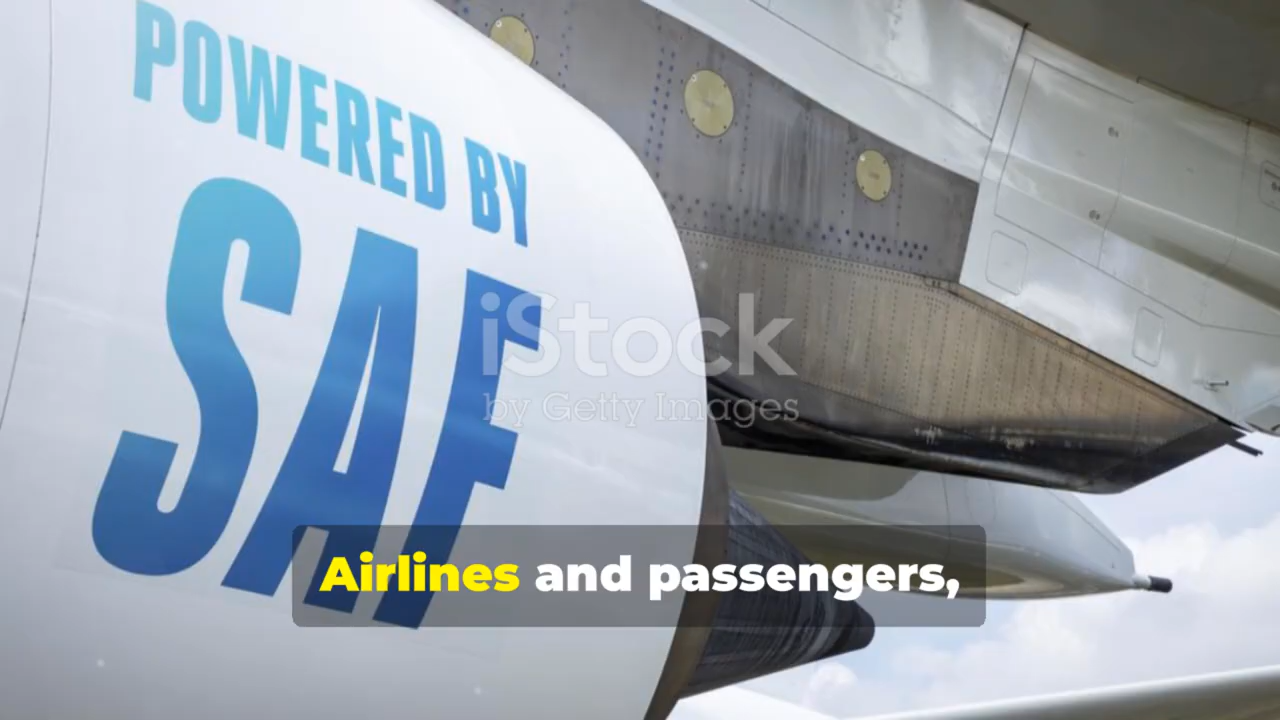 POWERED BY
SAF
iStock
by Getty Images
Airlines and passengers,